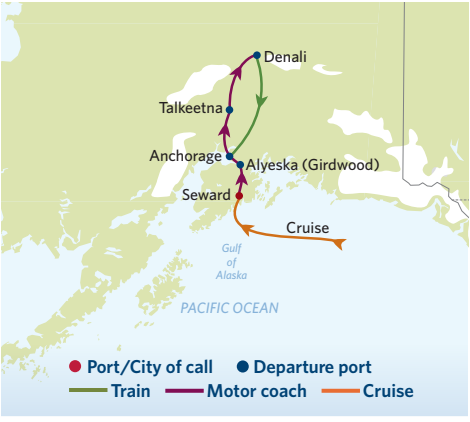 Denali
Talkeetna
Anchorage
Alyeska (Girdwood)
Seward
Cruise
Gulf
of
Alaska
PACIFIC OCEAN
Port/City of call Departure port
Train Motor coach Cruise